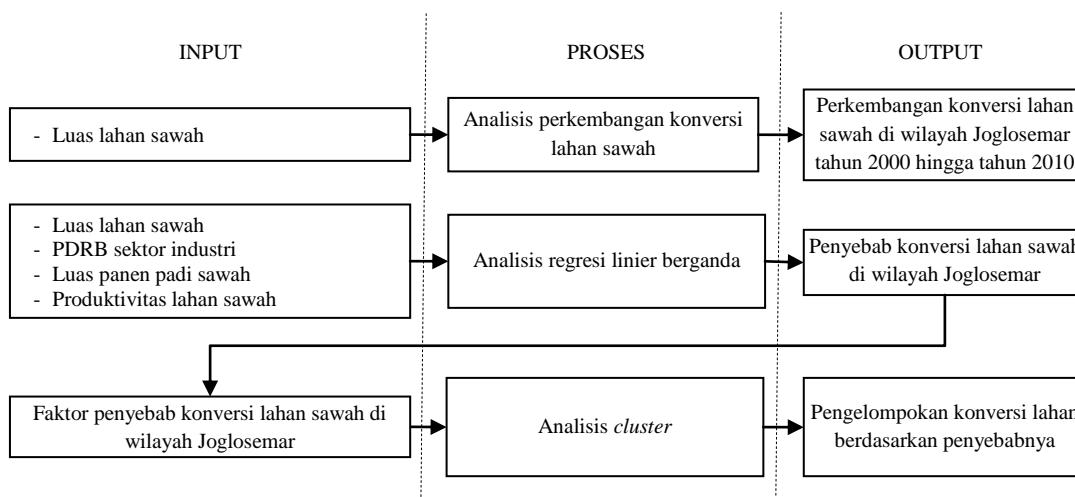 INPUT
PROSES
OUTPUT
- Luas lahan sawah
Analisis perkembangan konversi
lahan sawah
Perkembangan konversi lahan
sawah di wilayah Joglosemar
tahun 2000 hingga tahun 2010
- Luas lahan sawah
- PDRB sektor industri
- Luas panen padi sawah
- Produktivitas lahan sawah
Analisis regresi linier berganda
Penyebab konversi lahan sawah
di wilayah Joglosemar
Faktor penyebab konversi lahan sawah di
wilayah Joglosemar
Analisis cluster
Pengelompokan konversi lahan
berdasarkan penyebabnya